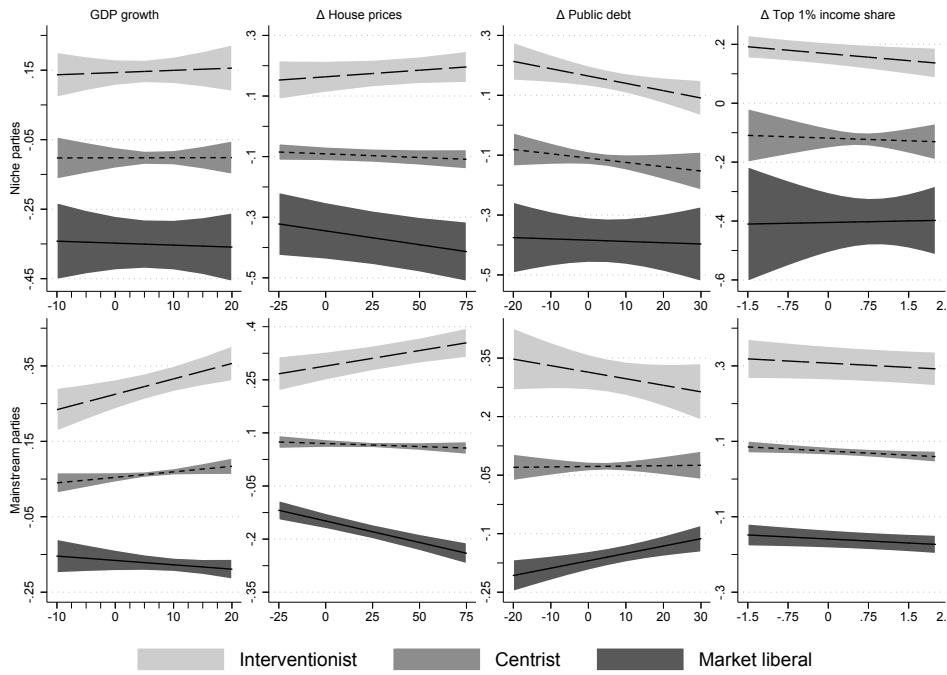 GDP growth
Δ House prices
Δ Public debt
Δ Top 1% income share
Niche parties
.15
-.05
-.25
-.45
-10 0 10 20
.3
.1
-.1
-.3
-.5
-25 0 25 50 75
.3
.1
-.1
-.3
-.5
-20 -10 0 10 20 30
.2
0
-.2
-.4
-.6
-1.5 -.75 0 .75 1.5 2.
Mainstream parties
.35
.15
-.05
-.25
-10 0 10 20
.4
.25
.1
-.05
-.2
-.35
-25 0 25 50 75
.35
.2
.05
-.1
-.25
-20 -10 0 10 20 30
.5
.3
.1
-.1
-.3
-1.5 -.75 0 .75 1.5 2.
Interventionist
Centrist
Market liberal